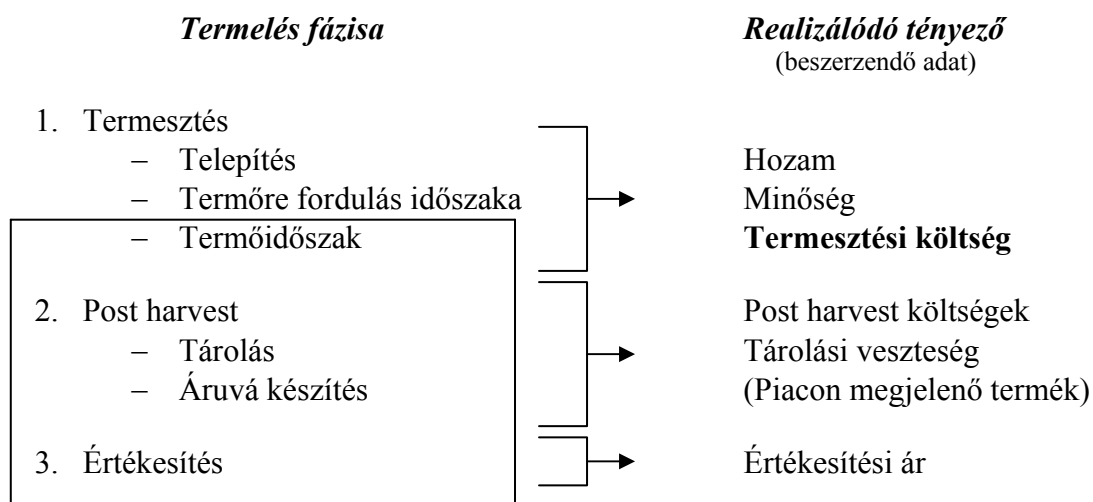 Termelés fázisa Realizálódó tényező
(beszerzendő adat)
1. Termesztés
– Telepítés Hozam
– Termőre fordulás időszaka Minőség
– Termőidőszak Termesztési költség
2. Post harvest Post harvest költségek
– Tárolás Tárolási veszteség
– Áruvá készítés (Piacon megjelenő termék)
3. Értékesítés Értékesítési ár